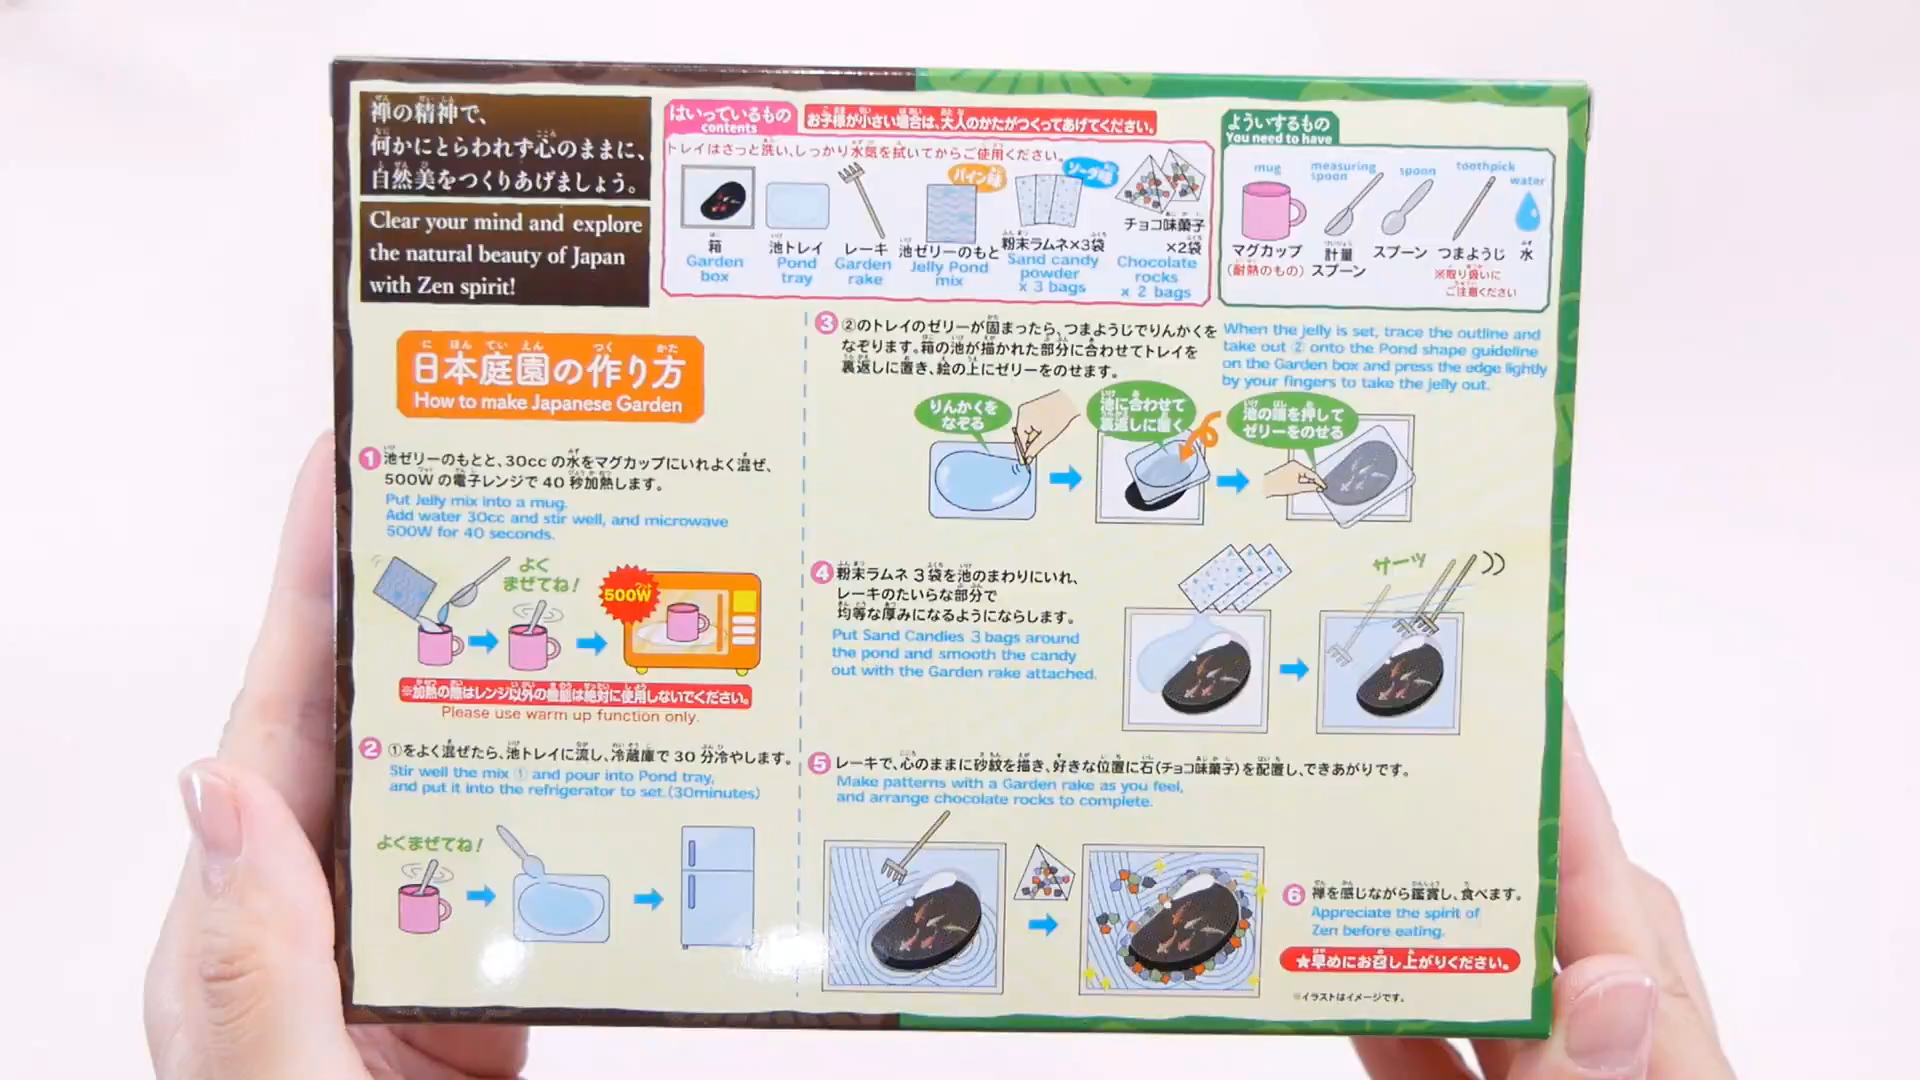 禅の精神で、
何かにとらわれず心のままに、
自然美をつくりあげましょう。
Clear your mind and explore
the natural beauty of Japan
with Zen spirit!
はいっているもの
contents
お子様が小さい場合は、大人のかたがつくってあげてください。
トレイはさっと洗い、しっかり水気を拭いてからご使用ください。
パイン味
ソーダ味
箱
Garden
box
池トレイ
Pond
tray
レーキ
Garden
rake
池ゼリーのもと
Jelly Pond
mix
粉末ラムネ×3袋
Sand candy
powder
x 3 bags
チョコ味菓子
×2袋
Chocolate
rocks
x 2 bags
よういするもの
You need to have
mug
マグカップ
(耐熱のもの)
measuring
spoon
計量
スプーン
spoon
スプーン
toothpick
つまようじ
※取り扱いに
ご注意ください
water
水
日本庭園の作り方
How to make Japanese Garden
1 池ゼリーのもとと、30ccの水をマグカップにいれよく混ぜ、
500Wの電子レンジで40秒加熱します。
Put Jelly mix into a mug.
Add water 30cc and stir well, and microwave
500W for 40 seconds.
よく
まぜてね!
500W
※加熱の際はレンジ以外の機能は絶対に使用しないでください。
Please use warm up function only.
2 ①をよく混ぜたら、池トレイに流し、冷蔵庫で30分冷やします。
Stir well the mix ① and pour into Pond tray,
and put it into the refrigerator to set.(30minutes)
よくまぜてね!
3 ②のトレイのゼリーが固まったら、つまようじでりんかくを
なぞります。箱の池が描かれた部分に合わせてトレイを
裏返しに置き、絵の上にゼリーをのせます。
When the jelly is set, trace the outline and
take out ② onto the Pond shape guideline
on the Garden box and press the edge lightly
by your fingers to take the jelly out.
りんかくを
なぞる
池に合わせて
裏返しに置く
池の端を押して
ゼリーをのせる
4 粉末ラムネ3袋を池のまわりにいれ、
レーキのたいらな部分で
均等な厚みになるようにならします。
Put Sand Candies 3 bags around
the pond and smooth the candy
out with the Garden rake attached.
サーッ
5 レーキで、心のままに砂紋を描き、好きな位置に石(チョコ味菓子)を配置し、できあがりです。
Make patterns with a Garden rake as you feel,
and arrange chocolate rocks to complete.
6 禅を感じながら鑑賞し、食べます。
Appreciate the spirit of
Zen before eating.
★早めにお召し上がりください。
※イラストはイメージです。